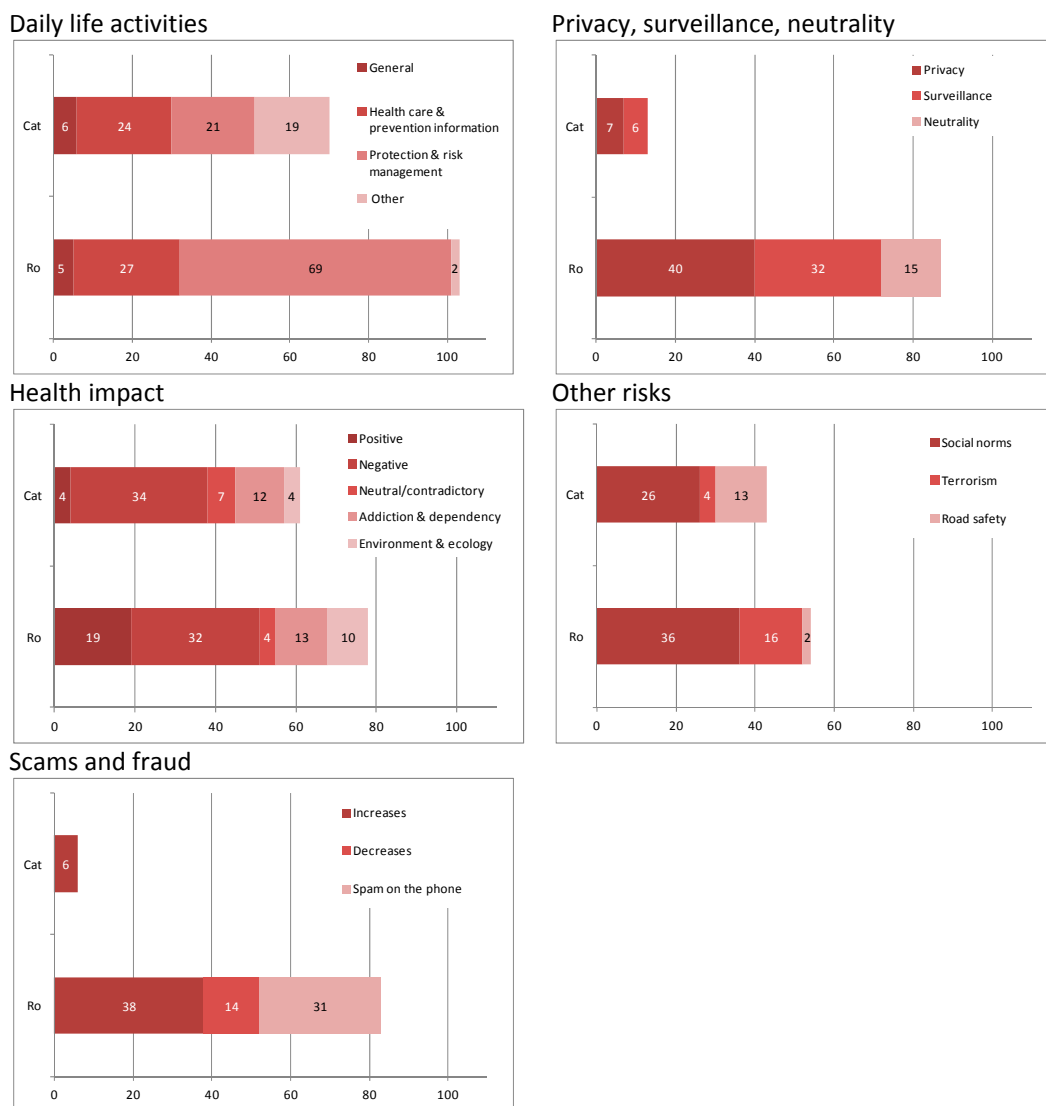 Daily life activities
General
Health care &
prevention information
Protection & risk
management
Other
Cat
6 24 21 19
Ro
5 27 69 2
0 20 40 60 80 100
Privacy, surveillance, neutrality
Privacy
Surveillance
Neutrality
Cat
7 6
Ro
40 32 15
0 20 40 60 80 100
Health impact
Positive
Negative
Neutral/contradictory
Addiction & dependency
Environment & ecology
Cat
4 34 7 12 4
Ro
19 32 4 13 10
0 20 40 60 80 100
Other risks
Social norms
Terrorism
Road safety
Cat
26 4 13
Ro
36 16 2
0 20 40 60 80 100
Scams and fraud
Increases
Decreases
Spam on the phone
Cat
6
Ro
38 14 31
0 20 40 60 80 100